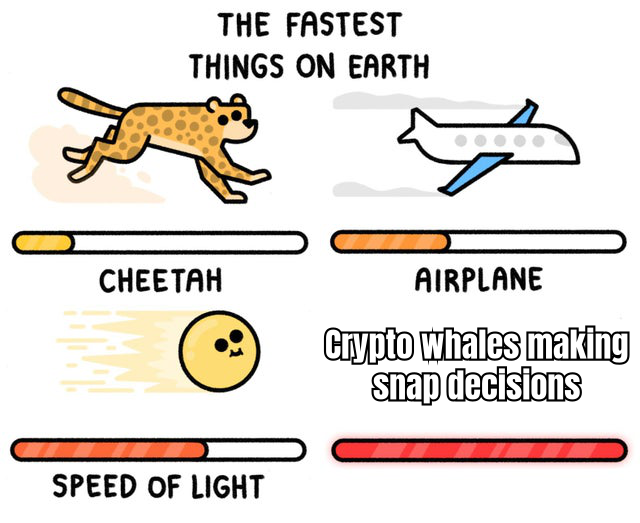 THE FASTEST
THINGS ON EARTH
CHEETAH
AIRPLANE
Crypto whales making
snap decisions
SPEED OF LIGHT